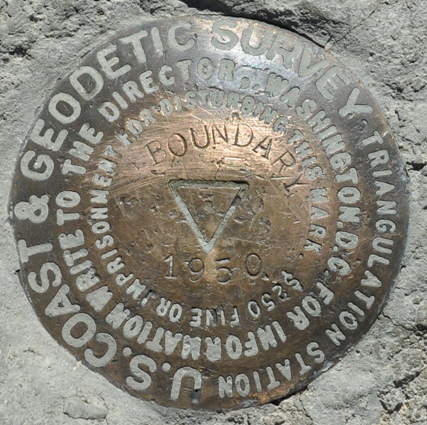 U.S. COAST & GEODETIC SURVEY
TRIANGULATION STATION
WRITE TO THE DIRECTOR, WASHINGTON, D.C. FOR INFORMATION
$250 FINE OR IMPRISONMENT FOR DISTURBING THIS MARK.
BOUNDARY
1950